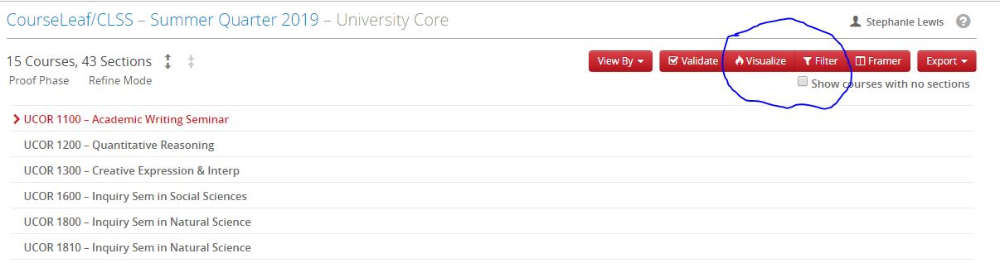 CourseLeaf/CLSS – Summer Quarter 2019 – University Core
Stephanie Lewis ?
15 Courses, 43 Sections
View By Validate Visualize Filter Framer Export
Proof Phase Refine Mode
Show courses with no sections
UCOR 1100 – Academic Writing Seminar
UCOR 1200 – Quantitative Reasoning
UCOR 1300 – Creative Expression & Interp
UCOR 1600 – Inquiry Sem in Social Sciences
UCOR 1800 – Inquiry Sem in Natural Science
UCOR 1810 – Inquiry Sem in Natural Science